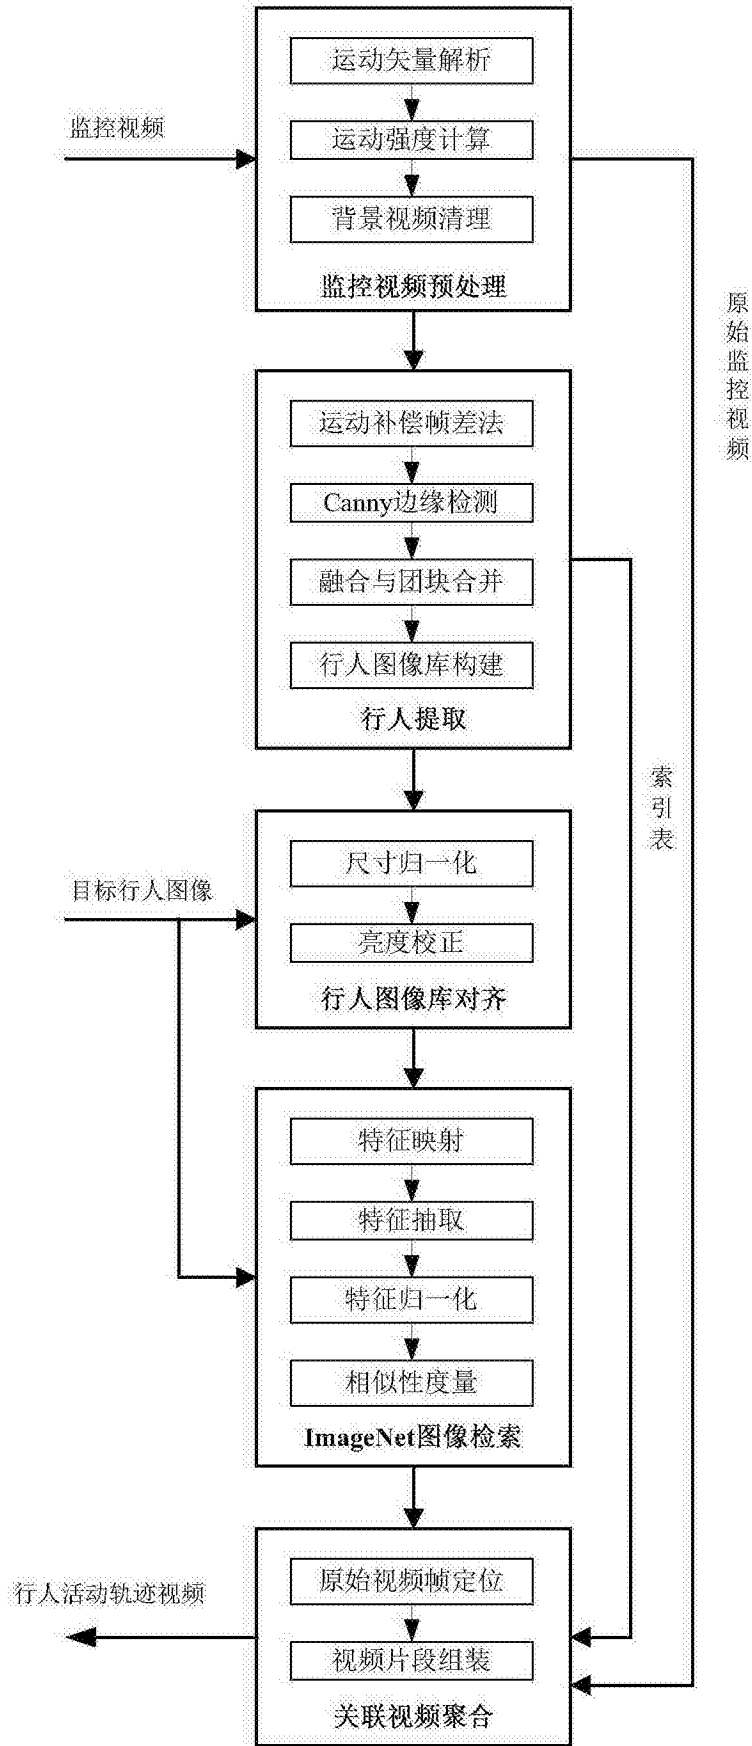 运动矢量解析
监控视频
运动强度计算
背景视频清理
监控视频预处理
原始监控视频
运动补偿帧差法
Canny边缘检测
融合与团块合并
行人图像库构建
行人提取
索引表
尺寸归一化
目标行人图像
亮度校正
行人图像库对齐
特征映射
特征抽取
特征归一化
相似性度量
ImageNet图像检索
原始视频帧定位
行人活动轨迹视频
视频片段组装
关联视频聚合